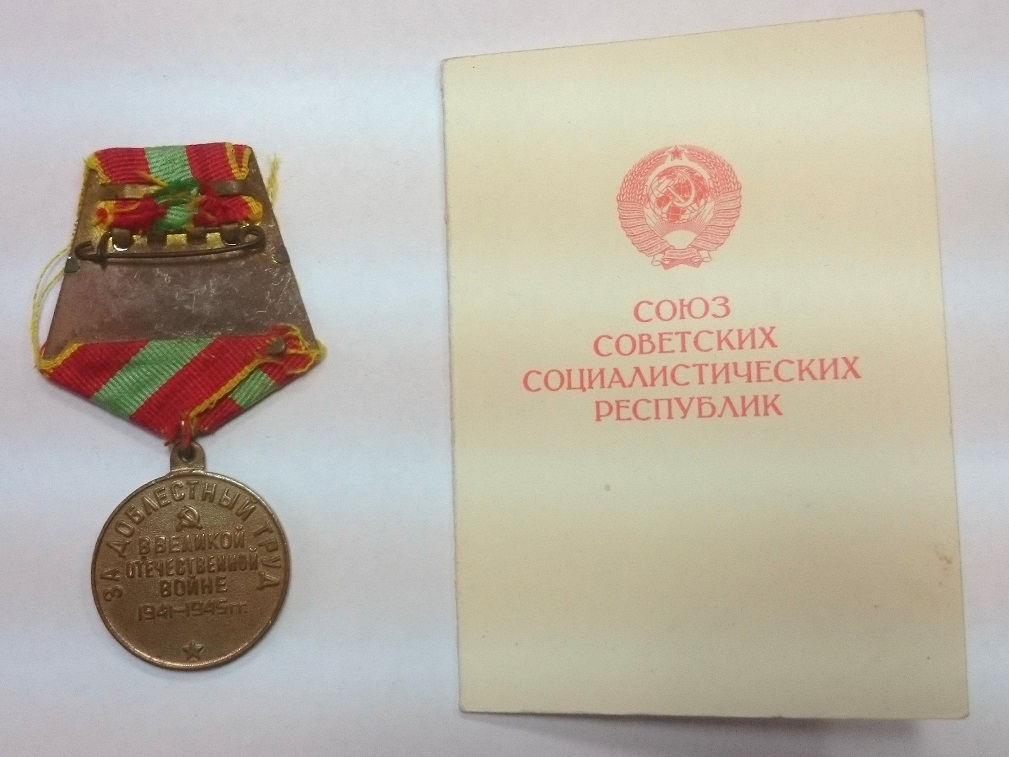 ЗА ДОБЛЕСТНЫЙ ТРУД
В ВЕЛИКОЙ
ОТЕЧЕСТВЕННОЙ
ВОЙНЕ
1941–1945 гг.
СОЮЗ
СОВЕТСКИХ
СОЦИАЛИСТИЧЕСКИХ
РЕСПУБЛИК